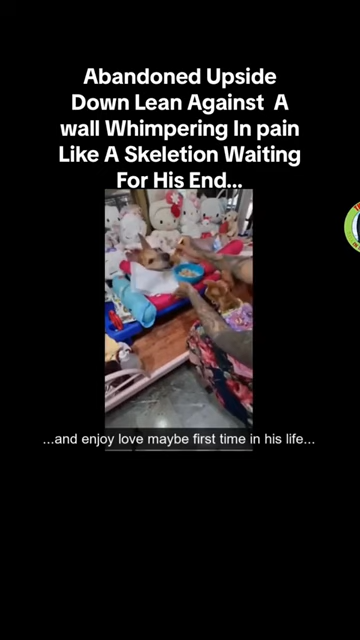 Abandoned Upside
Down Lean Against A
wall Whimpering In pain
Like A Skeletion Waiting
For His End...
...and enjoy love maybe first time in his life...